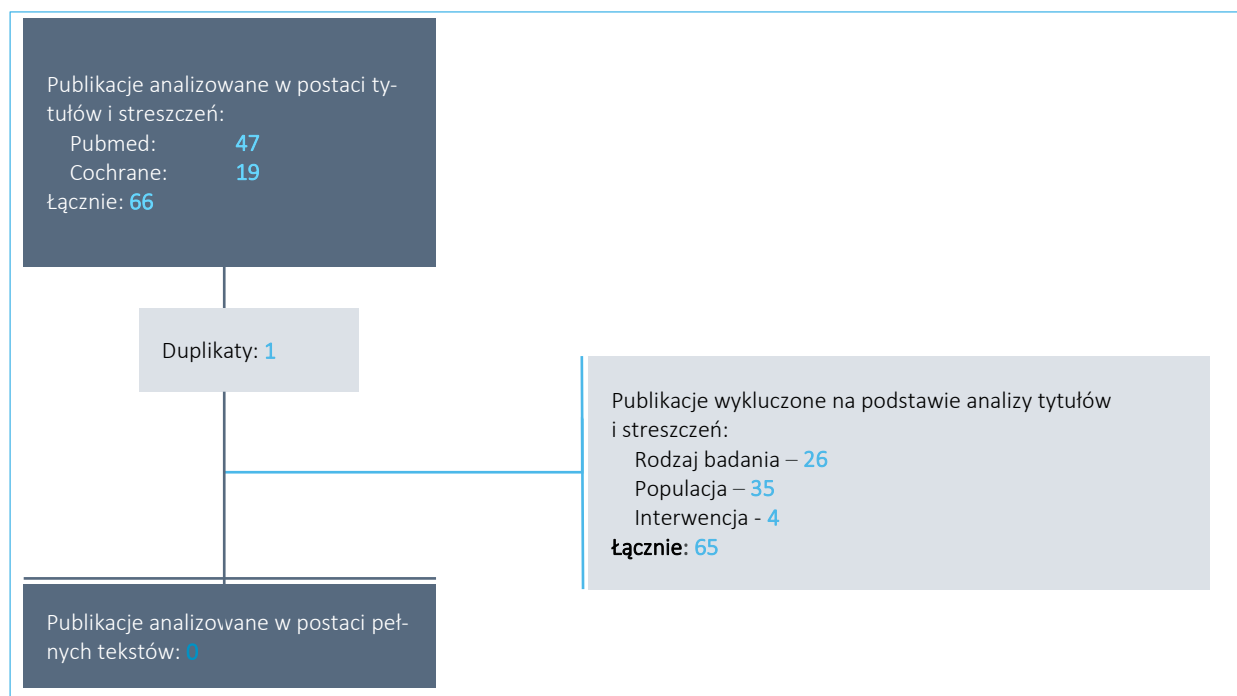 Publikacje analizowane w postaci ty-
tułów i streszczeń:
Pubmed: 47
Cochrane: 19
Łącznie: 66
Duplikaty: 1
Publikacje wykluczone na podstawie analizy tytułów
i streszczeń:
Rodzaj badania – 26
Populacja – 35
Interwencja - 4
Łącznie: 65
Publikacje analizowane w postaci peł-
nych tekstów: 0